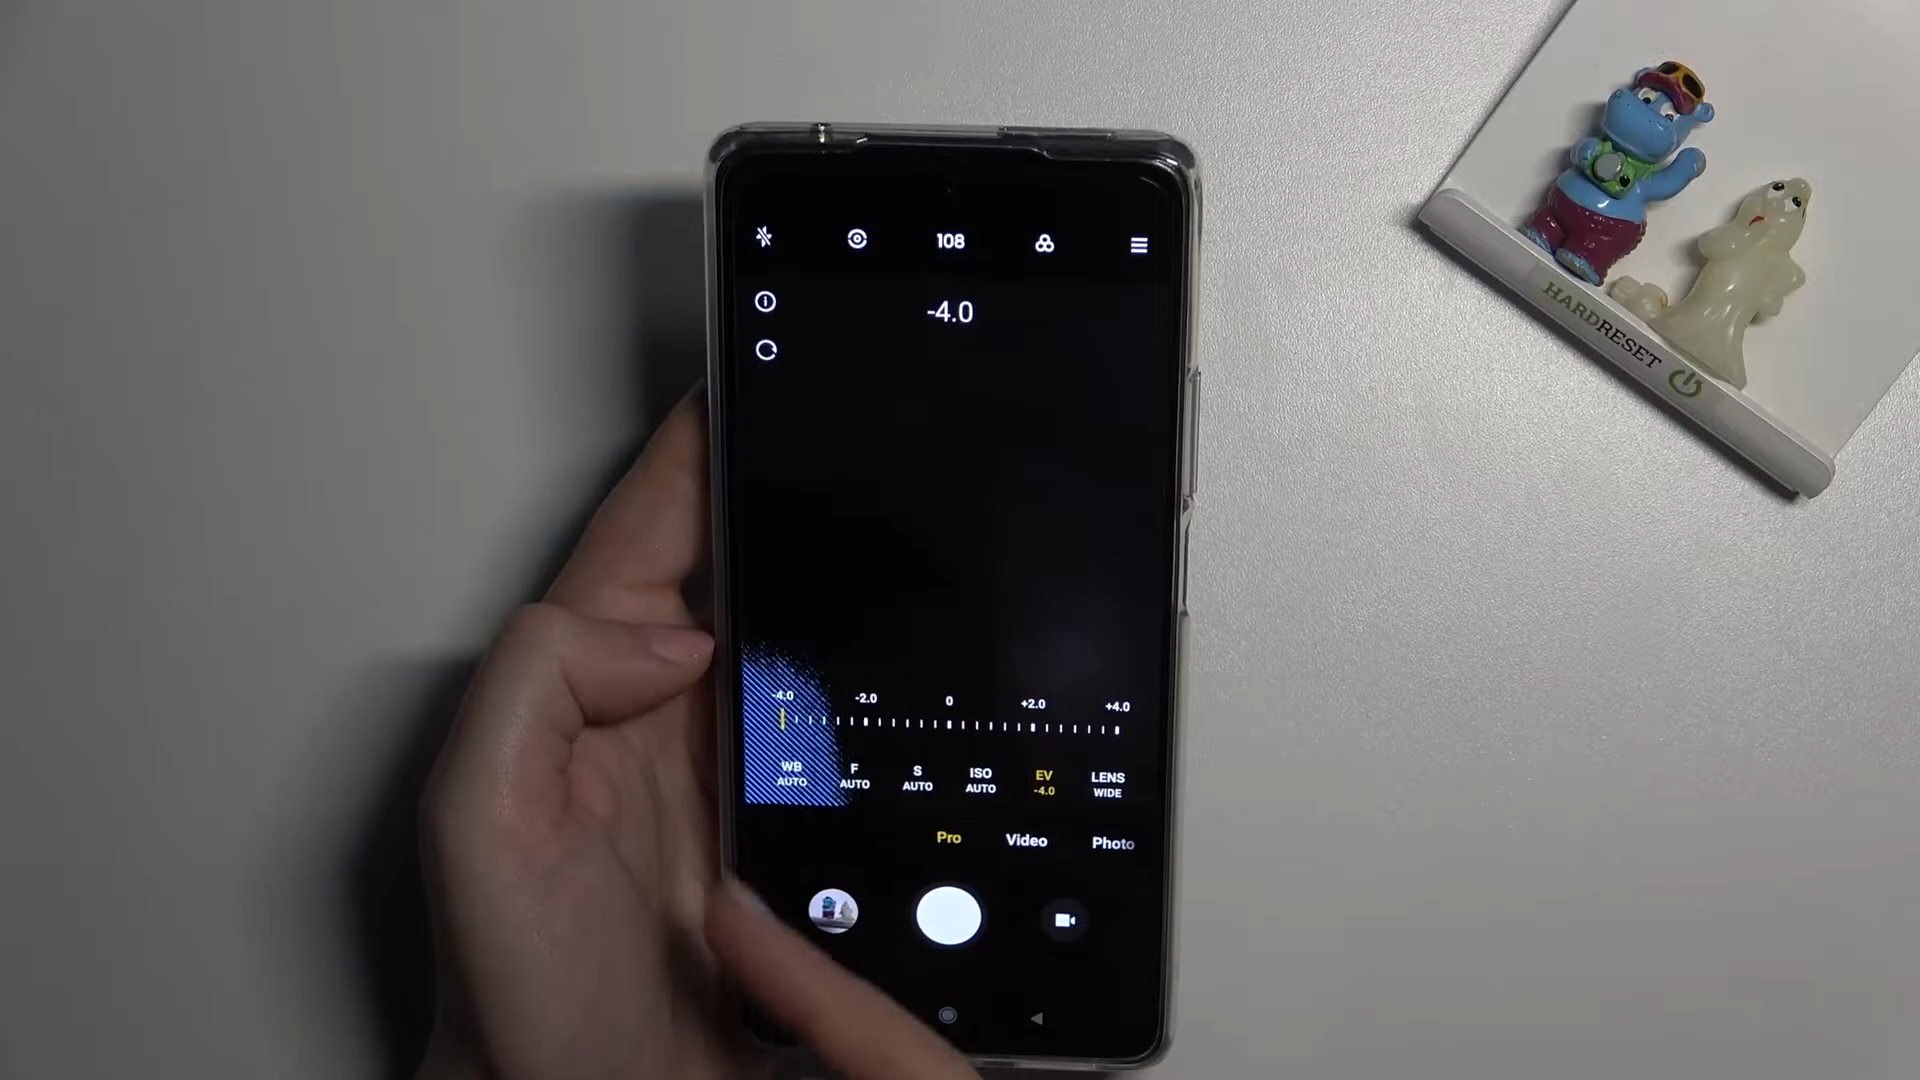 108
-4.0
-4.0 -2.0 0 +2.0 +4.0
WB F S ISO EV LENS
AUTO AUTO AUTO AUTO -4.0 WIDE
Pro Video Photo
HARDRESET